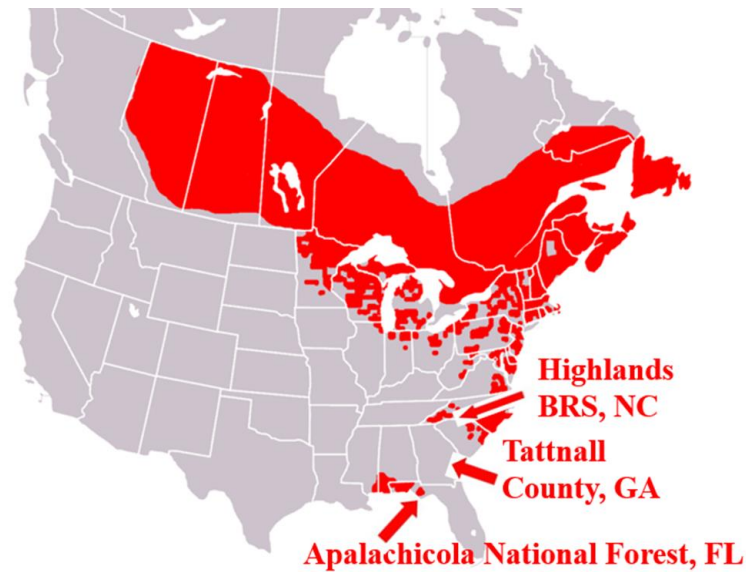 Highlands
BRS, NC
Tattnall
County, GA
Apalachicola National Forest, FL